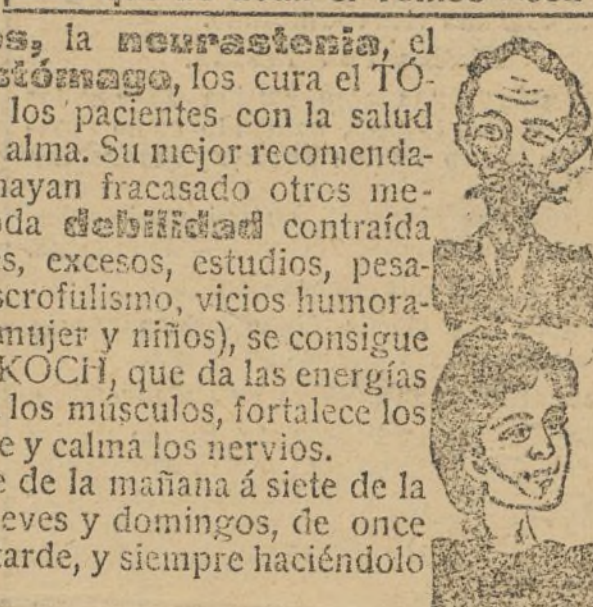 os, la neurastenia, el
stómago, los cura el TÓ-
los pacientes con la salud
alma. Su mejor recomenda-
hayan fracasado otros me-
oda debilidad contraída
s, excesos, estudios, pesa-
scrofulismo, vicios humora-
mujer y niños), se consigue
KOCH, que da las energías
los músculos, fortalece los
e y calma los nervios.
e de la mañana á siete de la
eves y domingos, de once
tarde, y siempre haciéndolo